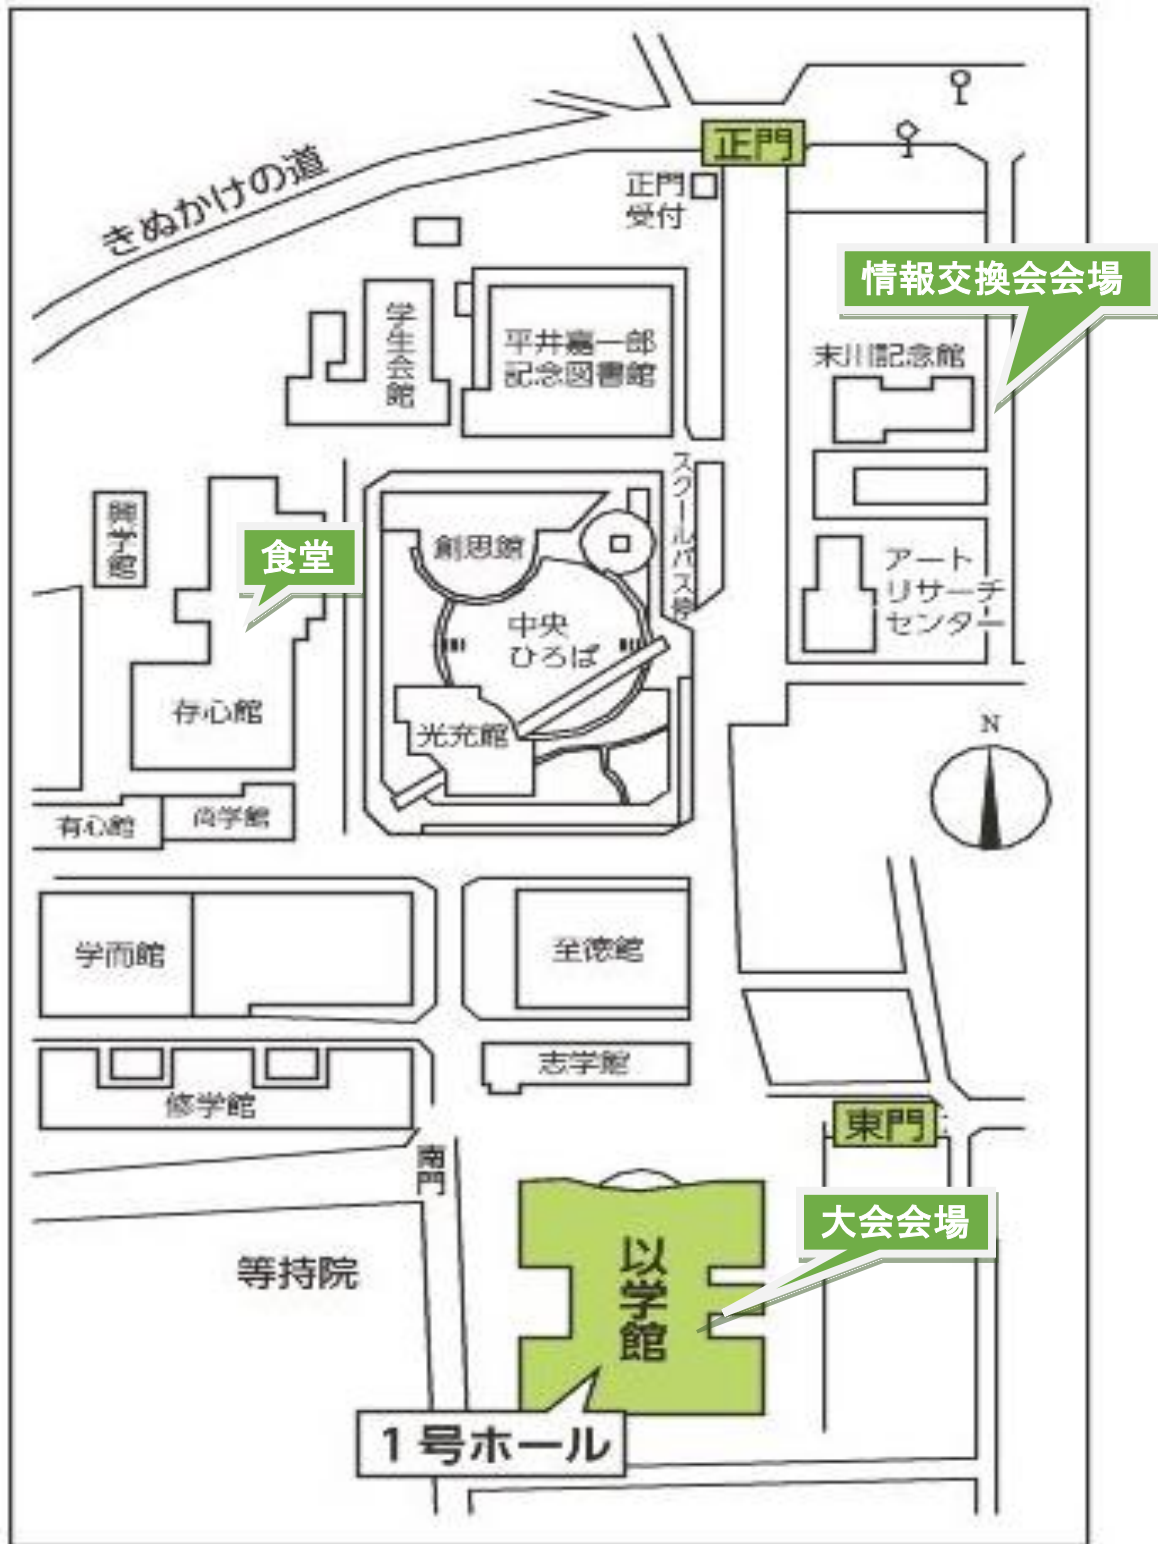 きぬかけの道
正門
正門
受付
情報交換会会場
学生会館
平井嘉一郎
記念図書館
末川記念館
スクールバス停
興学館
食堂
創思館
アート
リサーチ
センター
中央
ひろば
存心館
光充館
N
有心館
尚学館
学而館
至徳館
志学館
修学館
東門
南門
大会会場
等持院
以学館
1号ホール